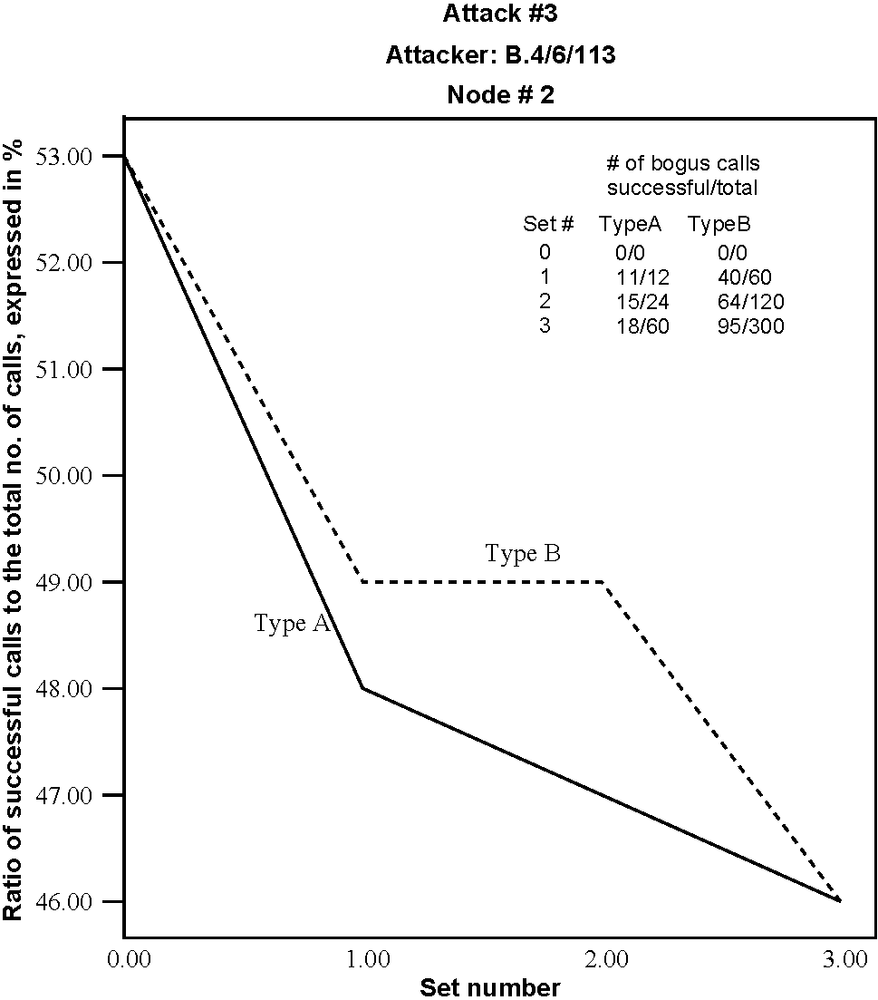 Attack #3
Attacker: B.4/6/113
Node # 2
Ratio of successful calls to the total no. of calls, expressed in %
53.00
52.00
51.00
50.00
49.00
48.00
47.00
46.00
# of bogus calls
successful/total
Set # TypeA TypeB
0 0/0 0/0
1 11/12 40/60
2 15/24 64/120
3 18/60 95/300
Type B
Type A
0.00 1.00 2.00 3.00
Set number